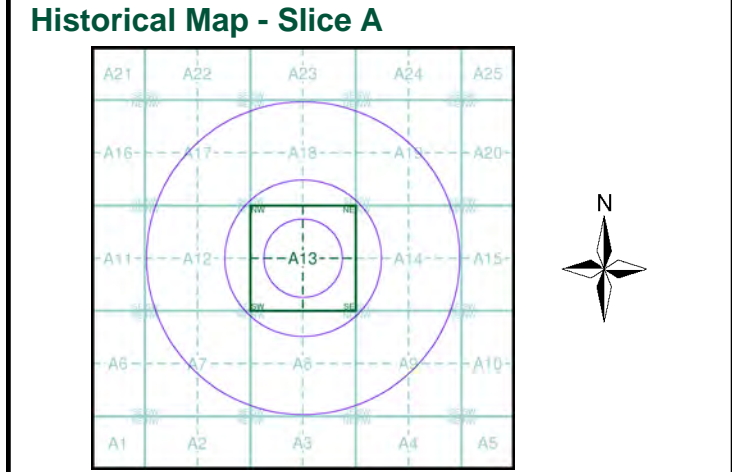 Historical Map - Slice A
A21 A22 A23 A24 A25
A16 A17 A18 A19 A20
N
NW NE
A11 A12 A13 A14 A15
SW SE
A6 A7 A8 A9 A10
A1 A2 A3 A4 A5